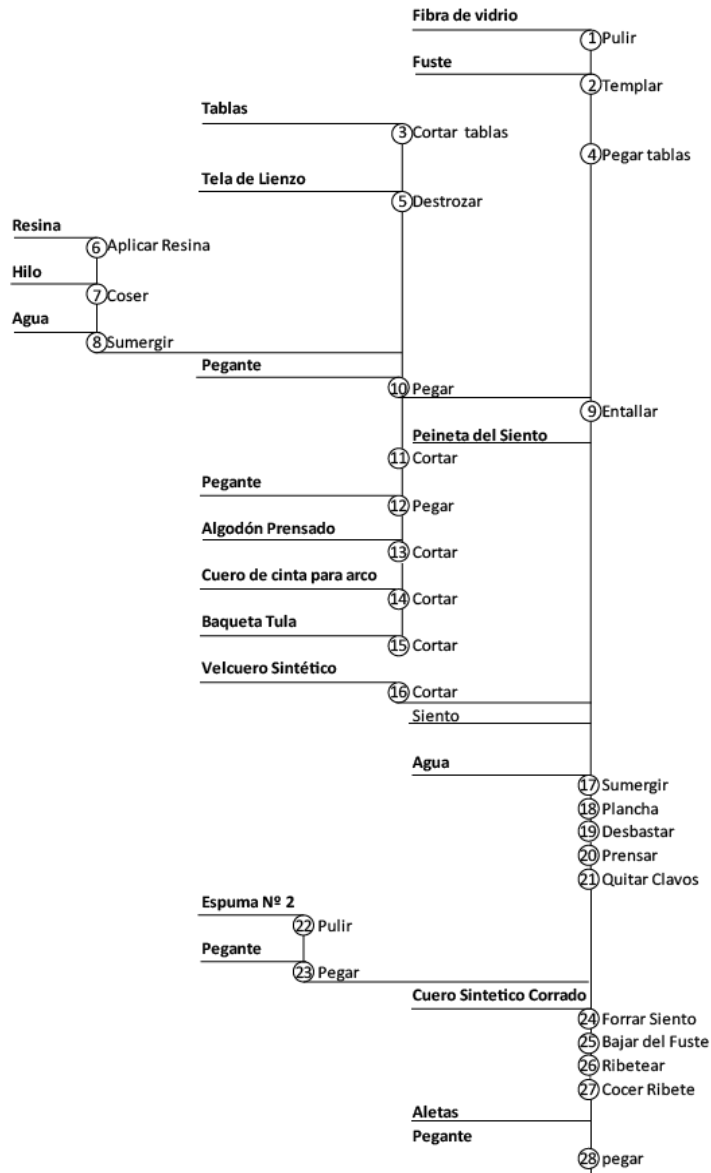 Fibra de vidrio
1 Pulir
Fuste
2 Templar
Tablas
3 Cortar tablas
4 Pegar tablas
Tela de Lienzo
5 Destrozar
Resina
6 Aplicar Resina
Hilo
7 Coser
Agua
8 Sumergir
Pegante
10 Pegar
9 Entallar
Peineta del Siento
11 Cortar
Pegante
12 Pegar
Algodón Prensado
13 Cortar
Cuero de cinta para arco
14 Cortar
Baqueta Tula
15 Cortar
Velcuero Sintético
16 Cortar
Siento
Agua
17 Sumergir
18 Plancha
19 Desbastar
20 Prensar
21 Quitar Clavos
Espuma Nº 2
22 Pulir
Pegante
23 Pegar
Cuero Sintetico Corrado
24 Forrar Siento
25 Bajar del Fuste
26 Ribetear
27 Cocer Ribete
Aletas
Pegante
28 pegar